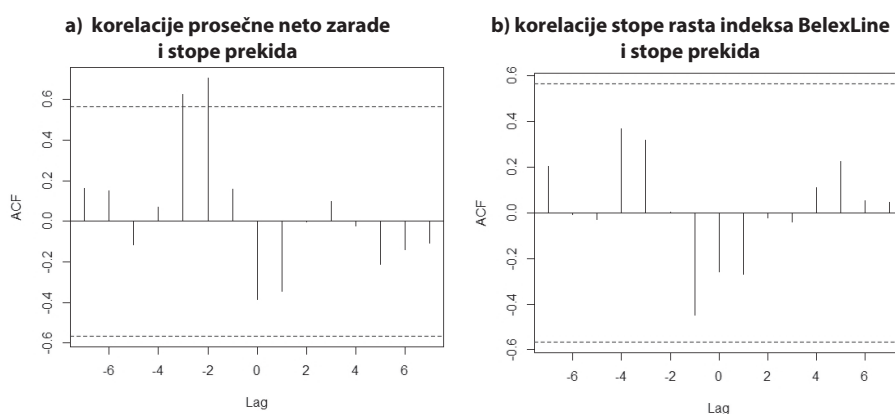 a) korelacije prosečne neto zarade
i stope prekida
ACF
0.6
0.4
0.2
0.0
-0.2
-0.4
-0.6
-6 -4 -2 0 2 4 6
Lag
b) korelacije stope rasta indeksa BelexLine
i stope prekida
ACF
0.6
0.4
0.2
0.0
-0.2
-0.4
-0.6
-6 -4 -2 0 2 4 6
Lag